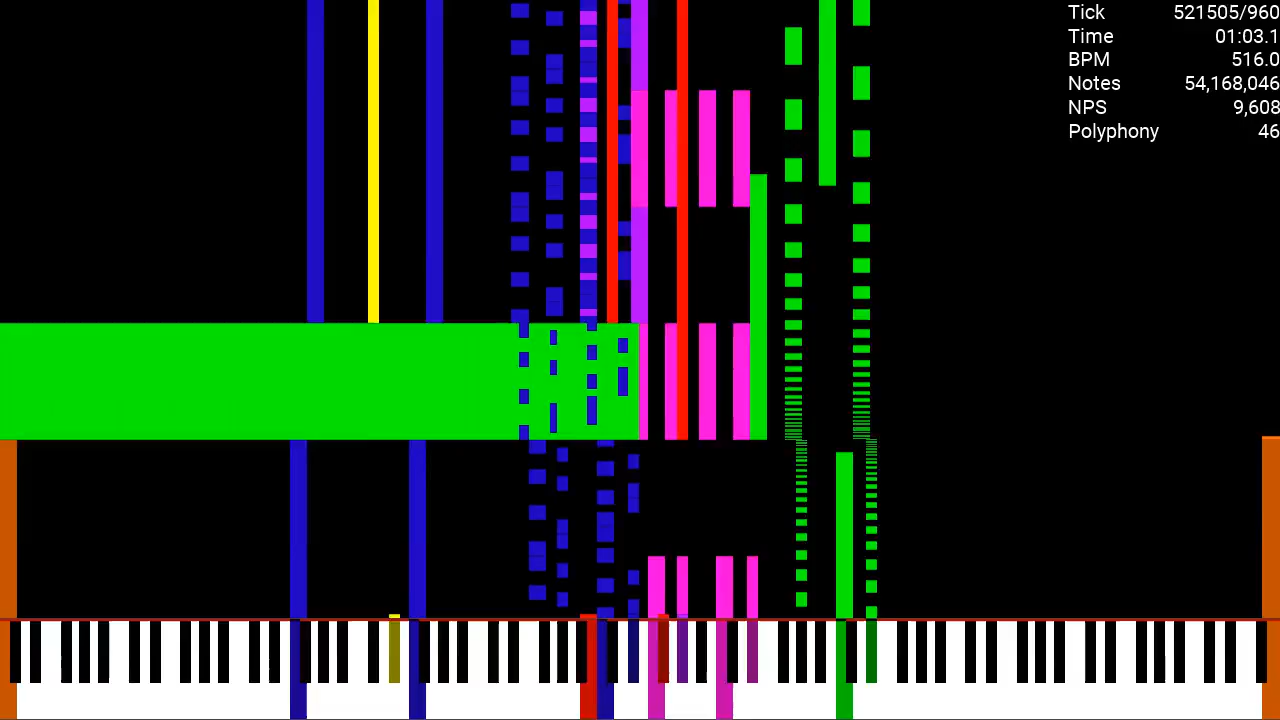 Tick 521505/960
Time 01:03.1
BPM 516.0
Notes 54,168,046
NPS 9,608
Polyphony 46